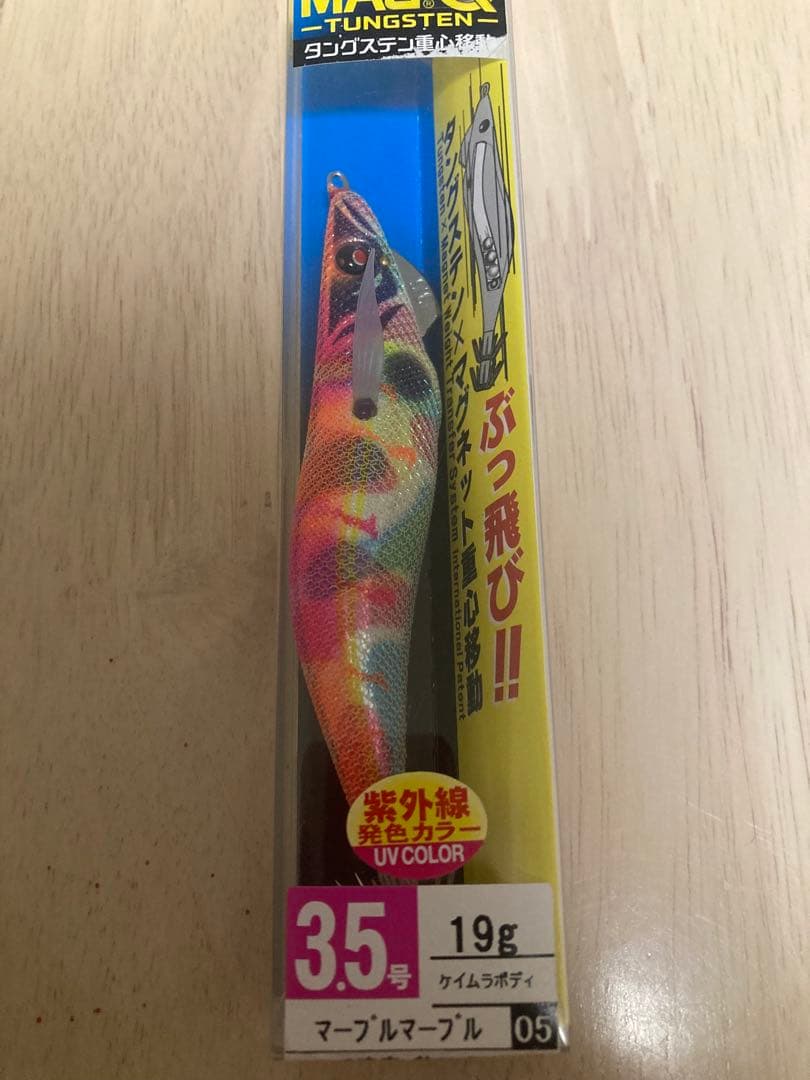 MAG®Q
—TUNGSTEN—
タングステン重心移動
タングステン×マグネット重心移動
Tungsten×Magnet Weight Transfer System International Patent
ぶっ飛び!!
紫外線
発色カラー
UV COLOR
3.5号
19g
ケイムラボディ
マーブルマーブル
05